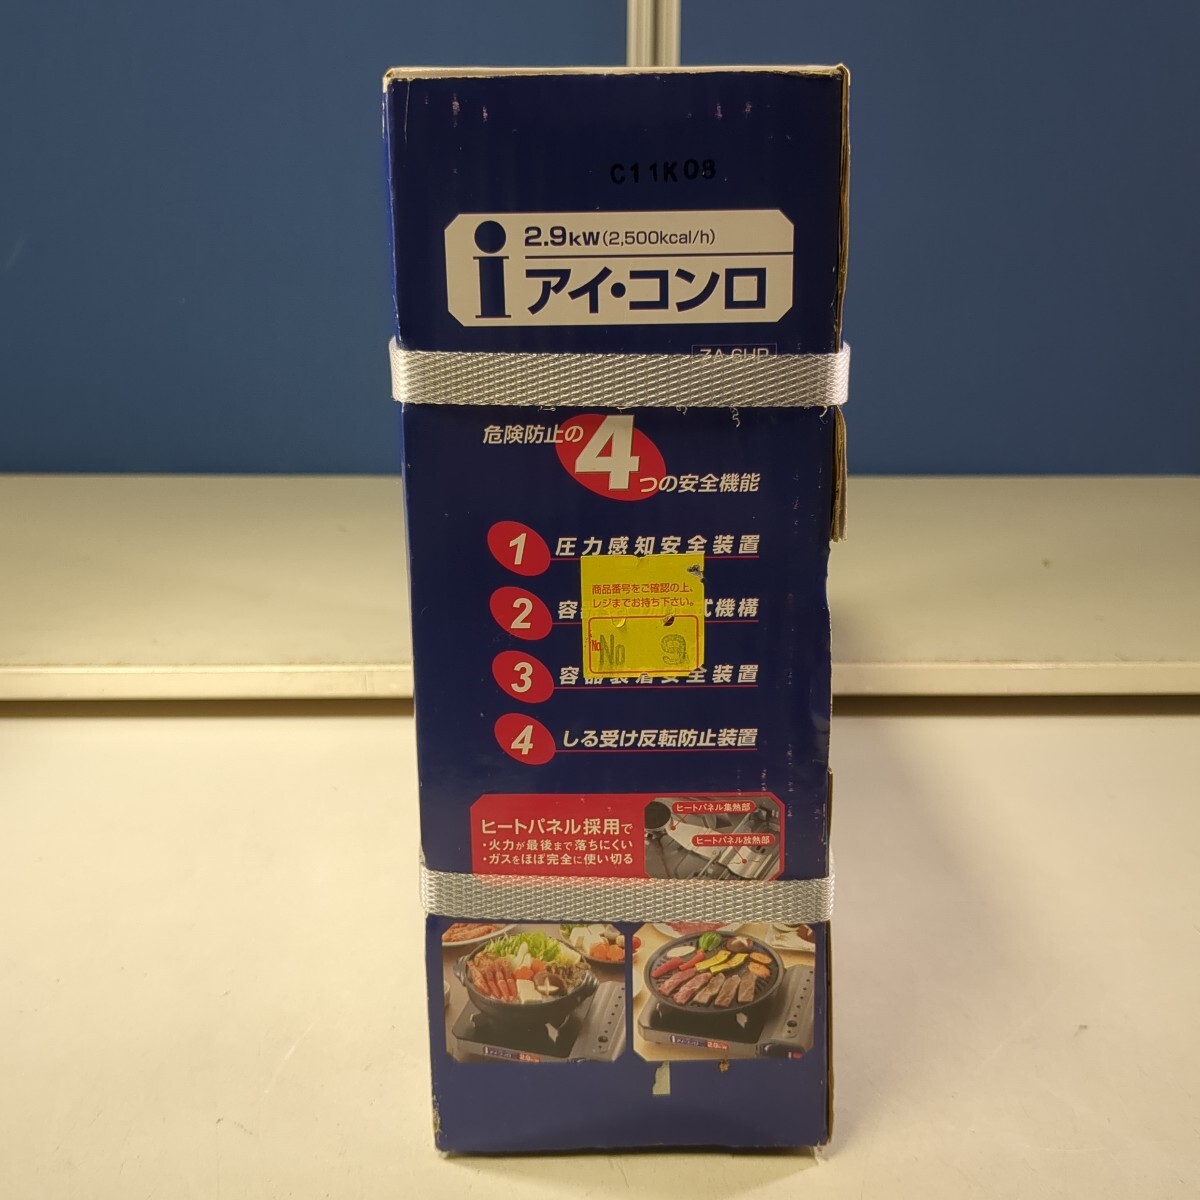 C11K08
2.9kW(2,500kcal/h)
i アイ・コンロ
危険防止の
4
つの安全機能
1 圧力感知安全装置
商品番号をご確認の上、
レジまでお持ち下さい。
2 容 式機構
No No 9
3 容器装着安全装置
4 しる受け反転防止装置
ヒートパネル採用で
・火力が最後まで落ちにくい
・ガスをほぼ完全に使い切る
ヒートパネル集熱部
ヒートパネル放熱部